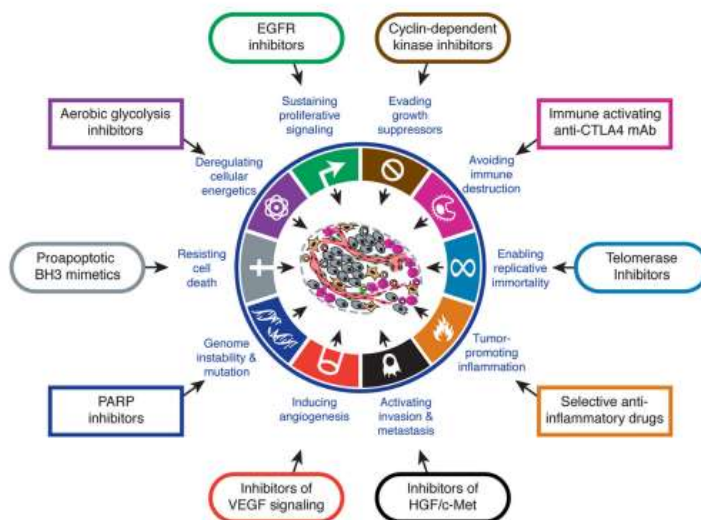 EGFR
inhibitors
Cyclin-dependent
kinase inhibitors
Sustaining
proliferative
signaling
Evading
growth
suppressors
Aerobic glycolysis
inhibitors
Immune activating
anti-CTLA4 mAb
Deregulating
cellular
energetics
Avoiding
immune
destruction
Proapoptotic
BH3 mimetics
Resisting
cell
death
Enabling
replicative
immortality
Telomerase
Inhibitors
Genome
instability &
mutation
Tumor-
promoting
inflammation
PARP
inhibitors
Inducing
angiogenesis
Activating
invasion &
metastasis
Selective anti-
inflammatory drugs
Inhibitors of
VEGF signaling
Inhibitors of
HGF/c-Met